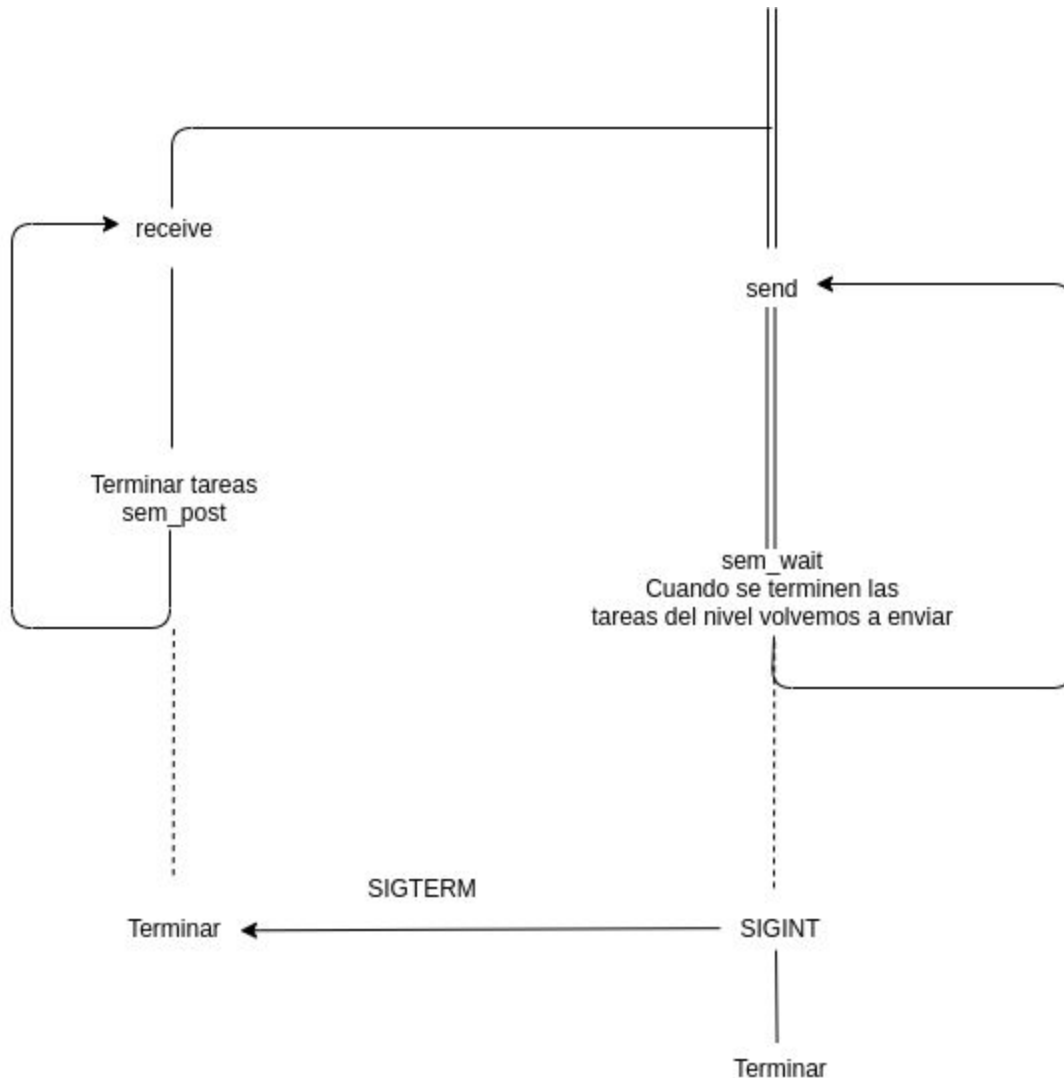 receive
send
Terminar tareas
sem_post
sem_wait
Cuando se terminen las
tareas del nivel volvemos a enviar
SIGTERM
Terminar
SIGINT
Terminar